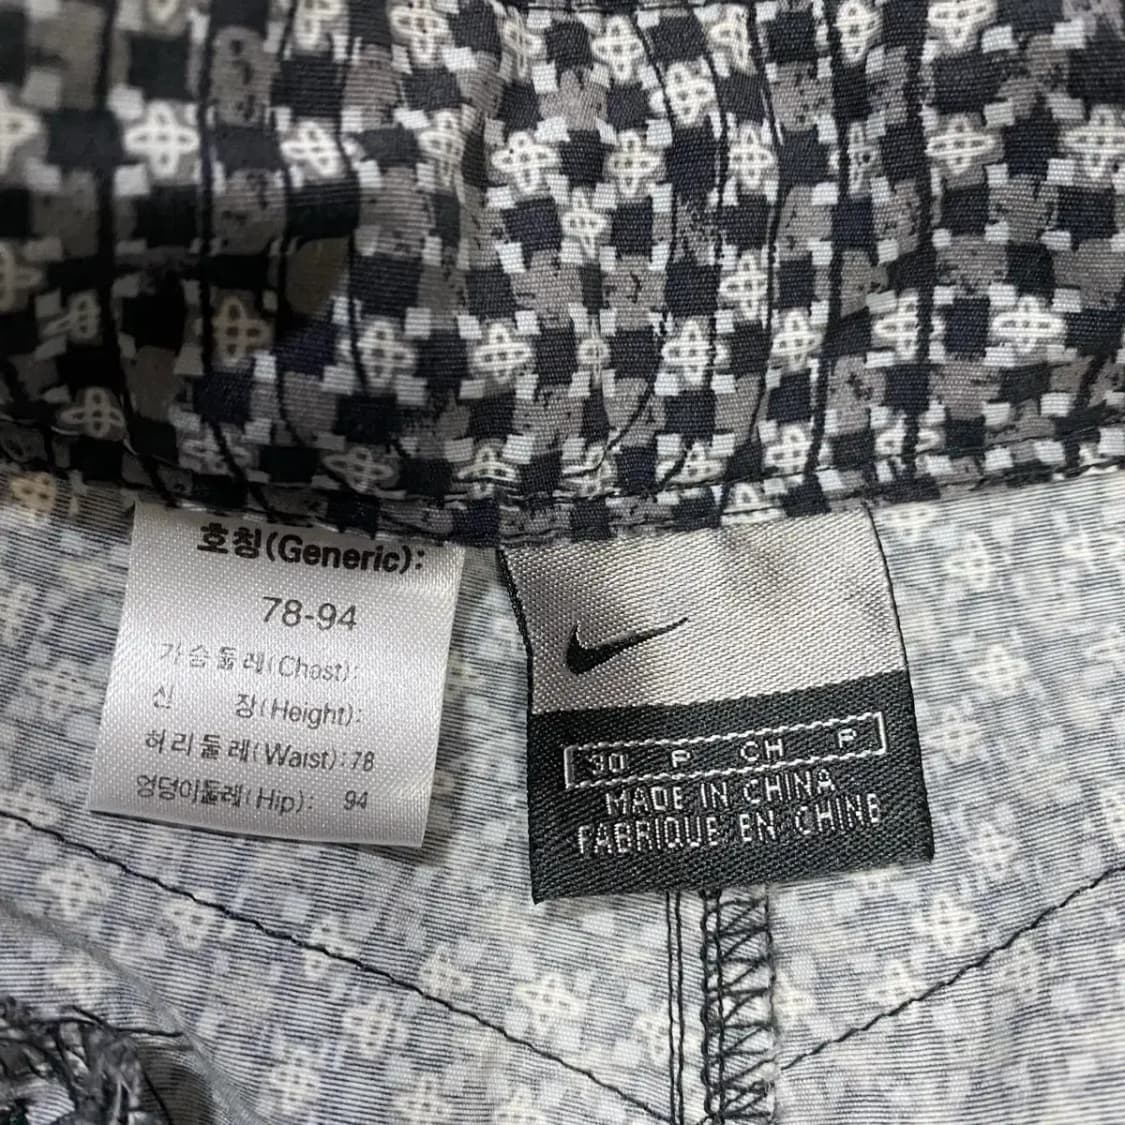 호칭(Generic):
78-94
가슴둘레(Chest):
신 장(Height):
허리둘레(Waist):78
엉덩이둘레(Hip): 94
30 P CH P
MADE IN CHINA
FABRIQUE EN CHINE